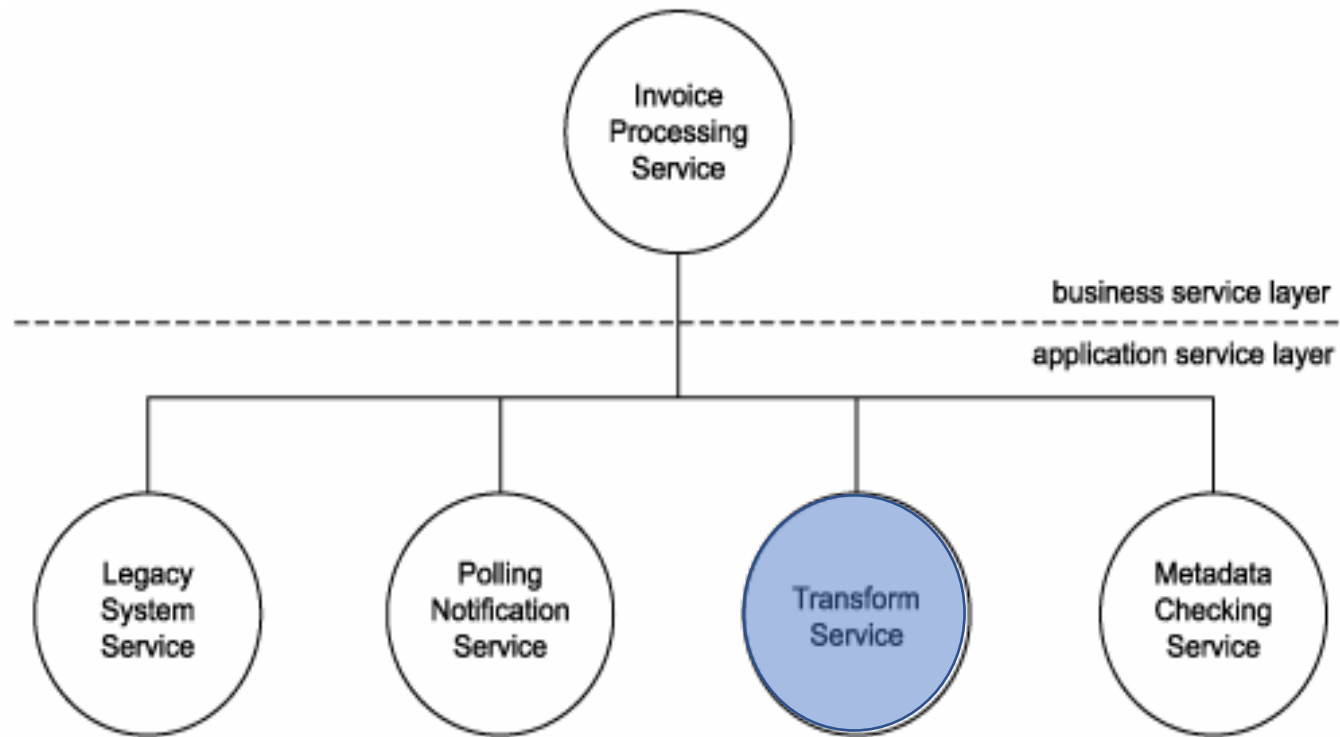 Invoice
Processing
Service
business service layer
application service layer
Legacy
System
Service
Polling
Notification
Service
Transform
Service
Metadata
Checking
Service